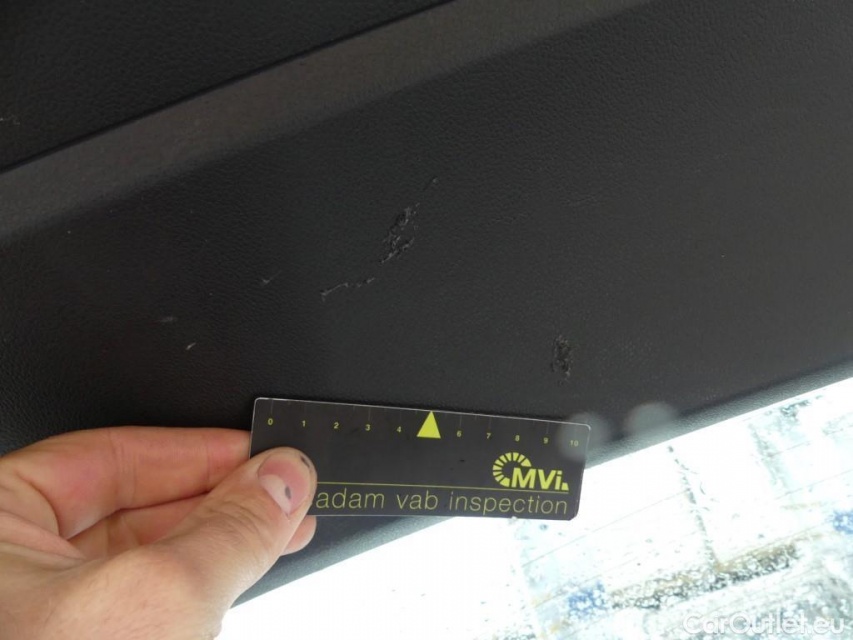 0 1 2 3 4 6 7 8 9 10
MVi.
adam vab inspection
CarOutlet.eu